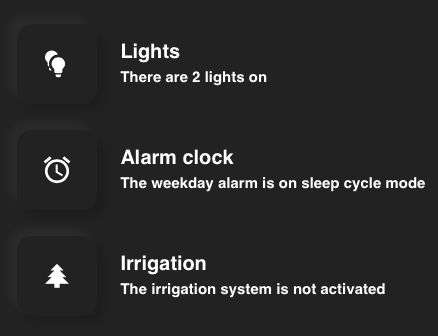 Lights
There are 2 lights on
Alarm clock
The weekday alarm is on sleep cycle mode
Irrigation
The irrigation system is not activated